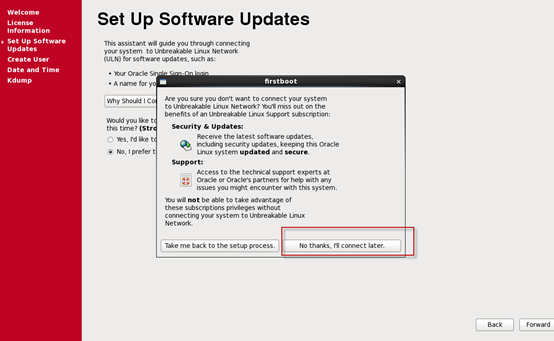 Welcome
License
Information
Set Up Software
Updates
Create User
Date and Time
Kdump
Set Up Software Updates
This assistant will guide you through connecting
your system to Unbreakable Linux Network
(ULN) for software updates, such as:
• Your Oracle Single Sign-On login
• A name for yo
Why Should I Co
Would you like to
this time? (Stro
Yes, I'd like to
No, I prefer t
firstboot
Are you sure you don't want to connect your system
to Unbreakable Linux Network? You'll miss out on the
benefits of an Unbreakable Linux Support subscription:
Security & Updates:
Receive the latest software updates,
including security updates, keeping this Oracle
Linux system updated and secure.
Support:
Access to the technical support experts at
Oracle or Oracle's partners for help with any
issues you might encounter with this system.
You will not be able to take advantage of
these subscriptions privileges without
connecting your system to Unbreakable Linux
Network.
Take me back to the setup process.
No thanks, I'll connect later.
Back
Forward